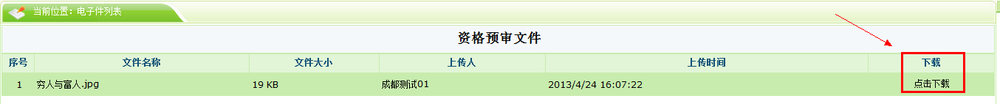 当前位置：电子件列表
资格预审文件
序号 文件名称 文件大小 上传人 上传时间 下载
1 穷人与富人.jpg 19 KB 成都测试01 2013/4/24 16:07:22 点击下载